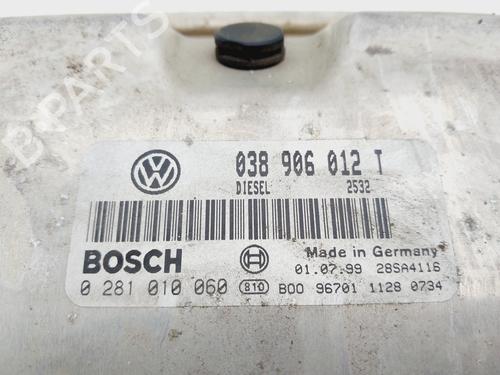 038 906 012 T
DIESEL 2532
BOSCH Made in Germany
01.07.99 28SA4116
0 281 010 060 810 B00 96701 1128 0734